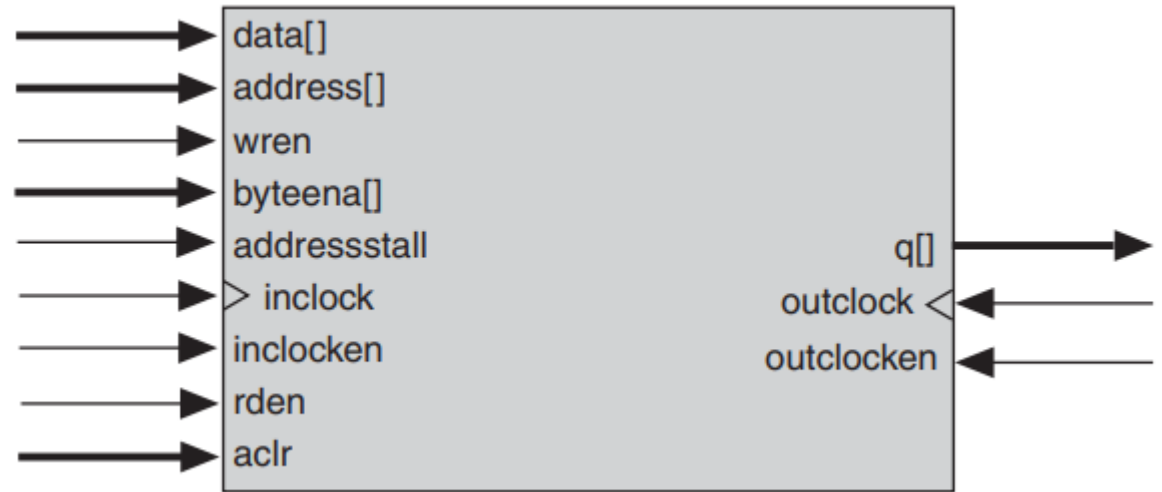 data[]
address[]
wren
byteena[]
addressstall
inclock
inclocken
rden
aclr
q[]
outclock
outclocken